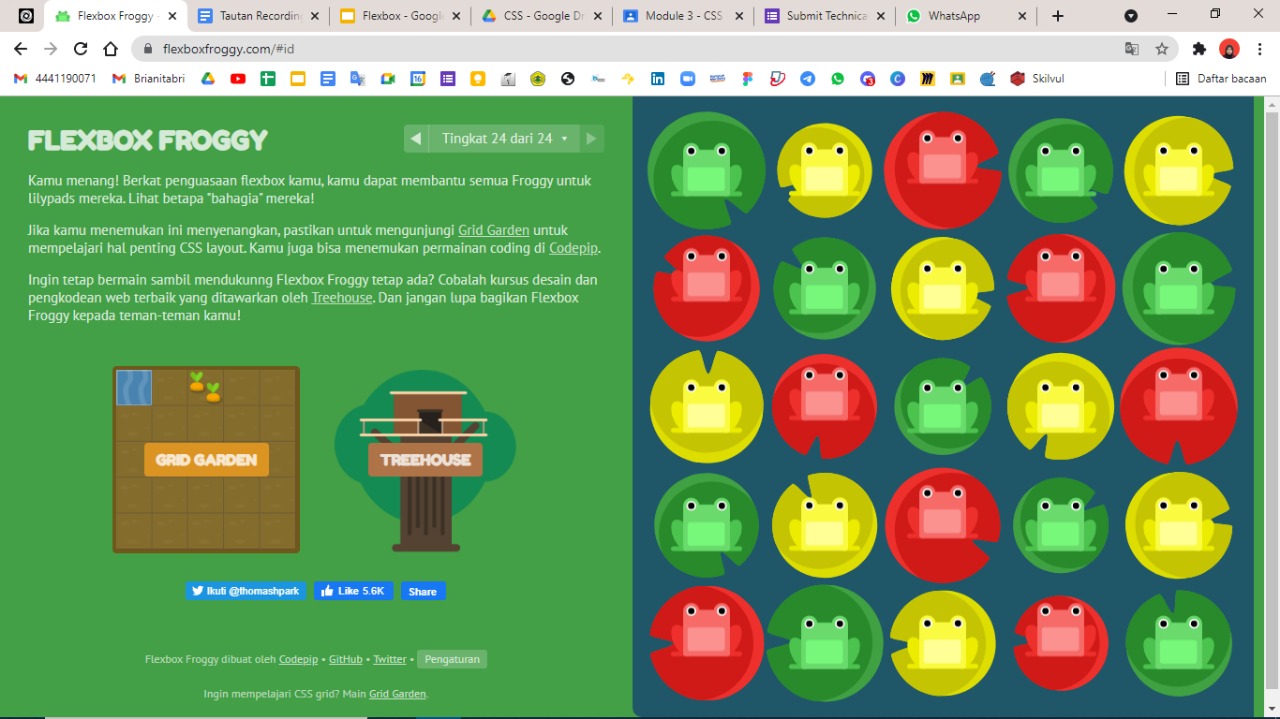 Flexbox Froggy -
Tautan Recordin
Flexbox - Googl
CSS - Google Dr
Module 3 - CSS
Submit Technica
WhatsApp
flexboxfroggy.com/#id
4441190071
Brianitabri
16
3
Skilvul
Daftar bacaan
FLEXBOX FROGGY
Tingkat 24 dari 24
Kamu menang! Berkat penguasaan flexbox kamu, kamu dapat membantu semua Froggy untuk
lilypads mereka. Lihat betapa "bahagia" mereka!
Jika kamu menemukan ini menyenangkan, pastikan untuk mengunjungi Grid Garden untuk
mempelajari hal penting CSS layout. Kamu juga bisa menemukan permainan coding di Codepip.
Ingin tetap bermain sambil mendukunng Flexbox Froggy tetap ada? Cobalah kursus desain dan
pengkodean web terbaik yang ditawarkan oleh Treehouse. Dan jangan lupa bagikan Flexbox
Froggy kepada teman-teman kamu!
GRID GARDEN
TREEHOUSE
Ikuti @thomashpark
Like 5.6K
Share
Flexbox Froggy dibuat oleh Codepip • GitHub • Twitter • Pengaturan
Ingin mempelajari CSS grid? Main Grid Garden.